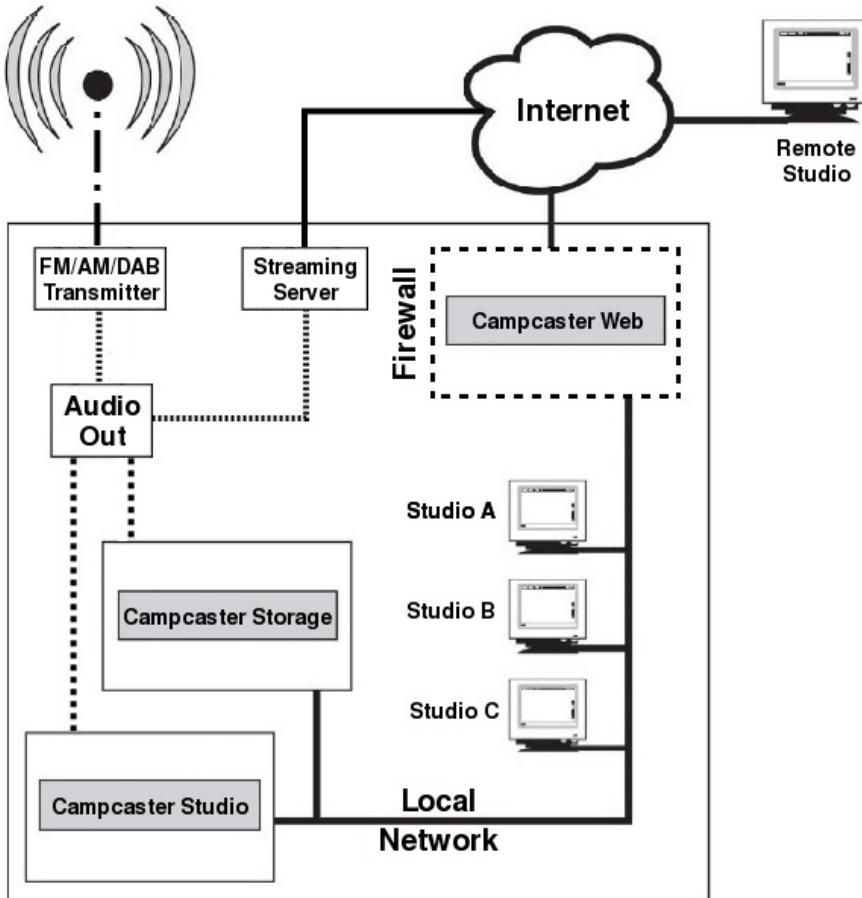 Internet
Remote
Studio
FM/AM/DAB
Transmitter
Streaming
Server
Firewall
Campcaster Web
Audio
Out
Studio A
Campcaster Storage
Studio B
Studio C
Campcaster Studio
Local
Network